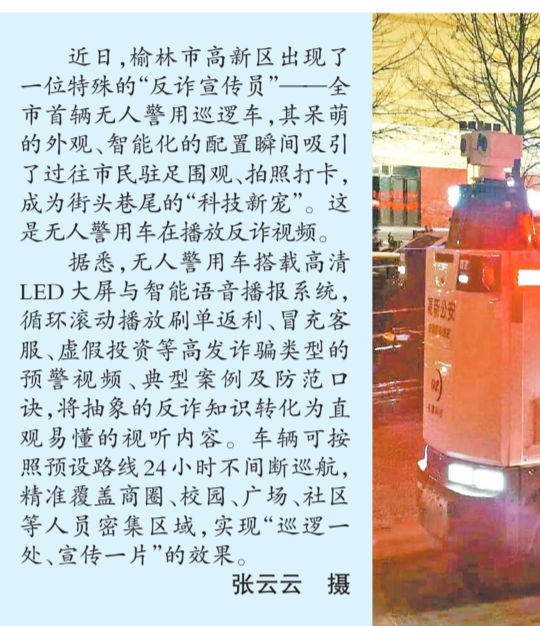 近日,榆林市高新区出现了
一位特殊的“反诈宣传员”——全
市首辆无人警用巡逻车,其呆萌
的外观、智能化的配置瞬间吸引
了过往市民驻足围观、拍照打卡,
成为街头巷尾的“科技新宠”。这
是无人警用车在播放反诈视频。
据悉,无人警用车搭载高清
LED大屏与智能语音播报系统,
循环滚动播放刷单返利、冒充客
服、虚假投资等高发诈骗类型的
预警视频、典型案例及防范口
诀,将抽象的反诈知识转化为直
观易懂的视听内容。车辆可按
照预设路线24小时不间断巡航,
精准覆盖商圈、校园、广场、社区
等人员密集区域,实现“巡逻一
处、宣传一片”的效果。
张云云 摄
高新公安